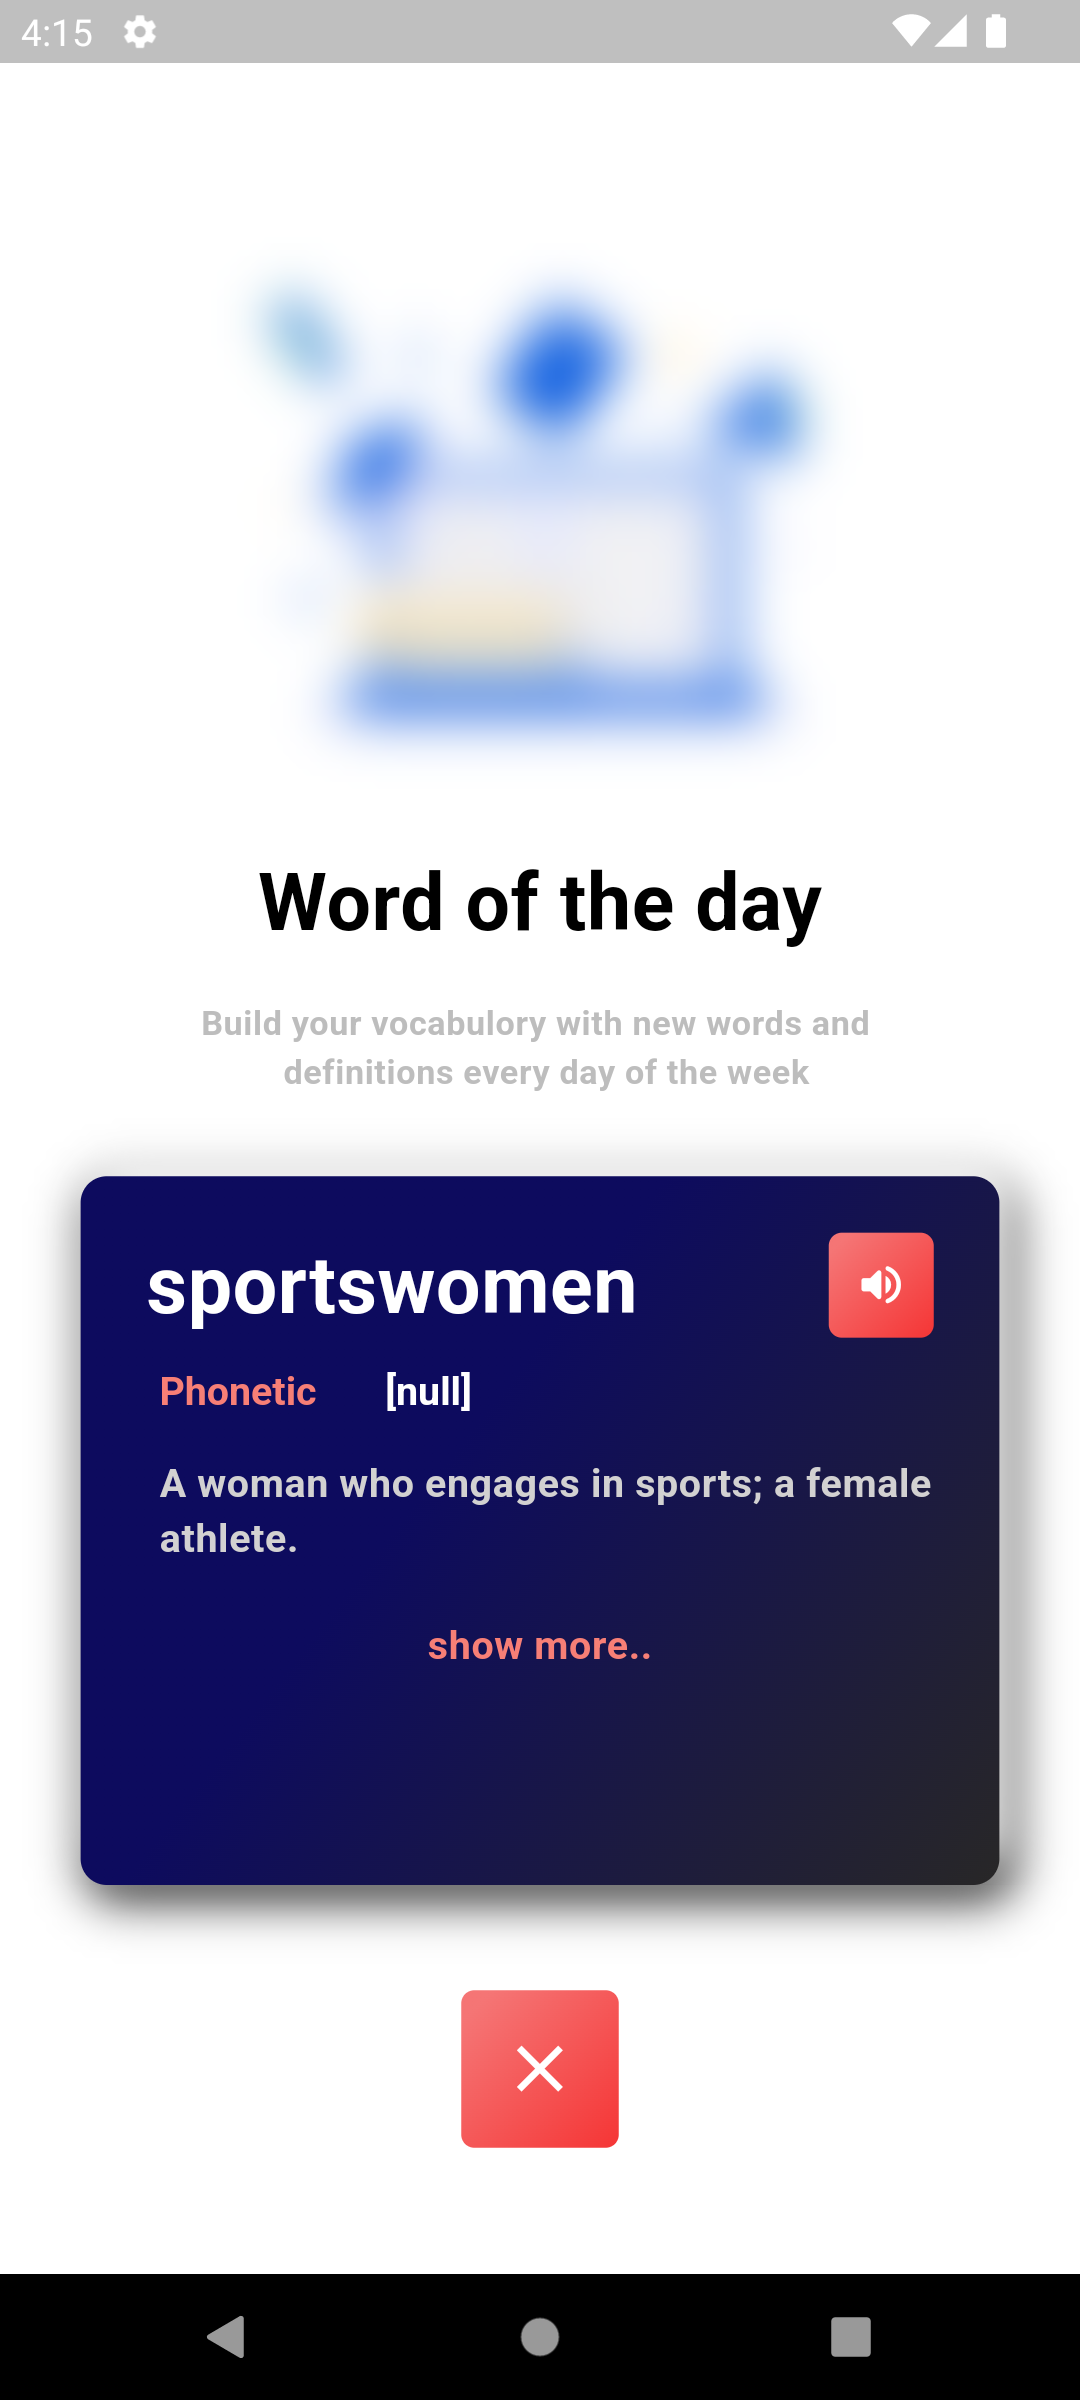 4:15
Word of the day
Build your vocabulory with new words and
definitions every day of the week
sportswomen
Phonetic [null]
A woman who engages in sports; a female
athlete.
show more..